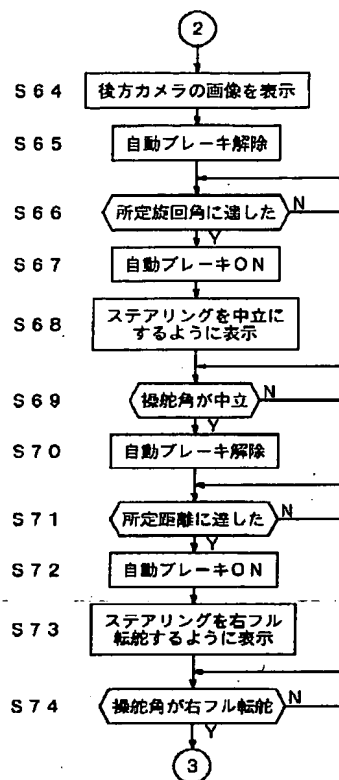 2
S64 後方カメラの画像を表示
S65 自動ブレーキ解除
S66 所定旋回角に達した N
Y
S67 自動ブレーキON
S68 ステアリングを中立に
するように表示
S69 操舵角が中立 N
Y
S70 自動ブレーキ解除
S71 所定距離に達した N
Y
S72 自動ブレーキON
S73 ステアリングを右フル
転舵するように表示
S74 操舵角が右フル転舵 N
Y
3